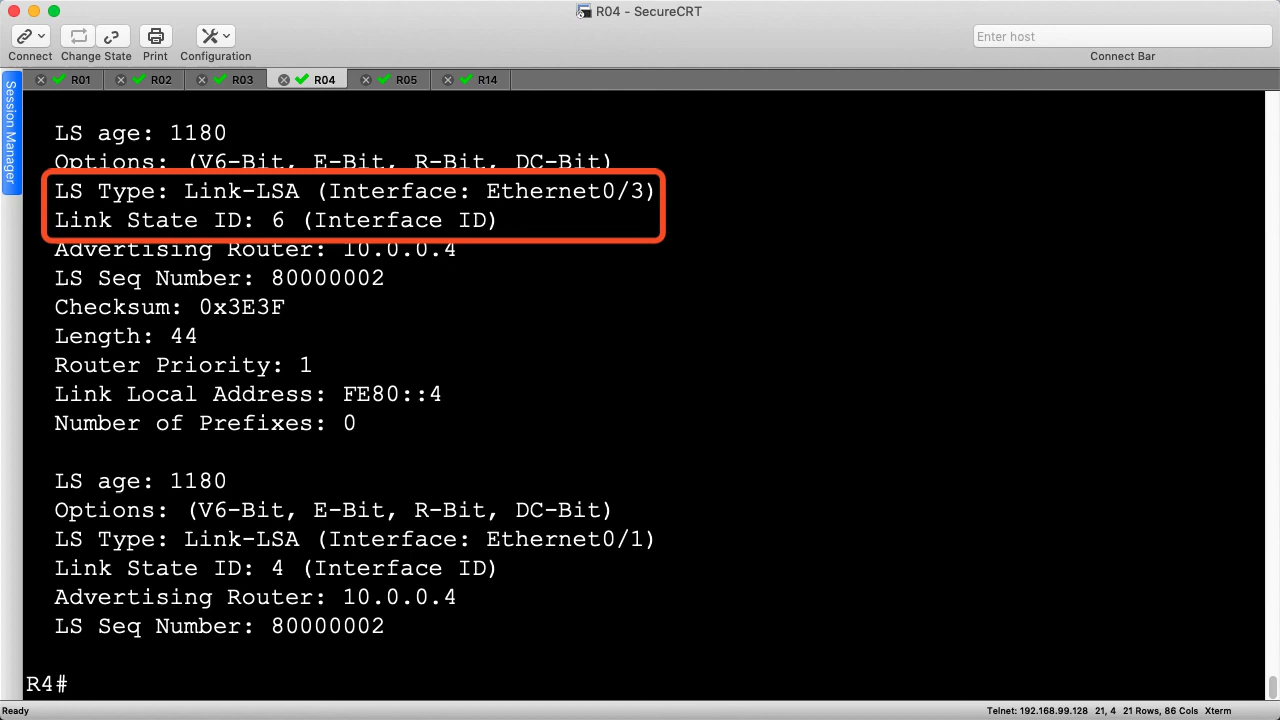 R04 - SecureCRT
Enter host
Connect Change State Print Configuration Connect Bar
R01 R02 R03 R04 R05 R14
Session Manager
LS age: 1180
Options: (V6-Bit, E-Bit, R-Bit, DC-Bit)
LS Type: Link-LSA (Interface: Ethernet0/3)
Link State ID: 6 (Interface ID)
Advertising Router: 10.0.0.4
LS Seq Number: 80000002
Checksum: 0x3E3F
Length: 44
Router Priority: 1
Link Local Address: FE80::4
Number of Prefixes: 0
LS age: 1180
Options: (V6-Bit, E-Bit, R-Bit, DC-Bit)
LS Type: Link-LSA (Interface: Ethernet0/1)
Link State ID: 4 (Interface ID)
Advertising Router: 10.0.0.4
LS Seq Number: 80000002
R4#
Ready Telnet: 192.168.99.128 21, 4 21 Rows, 86 Cols Xterm